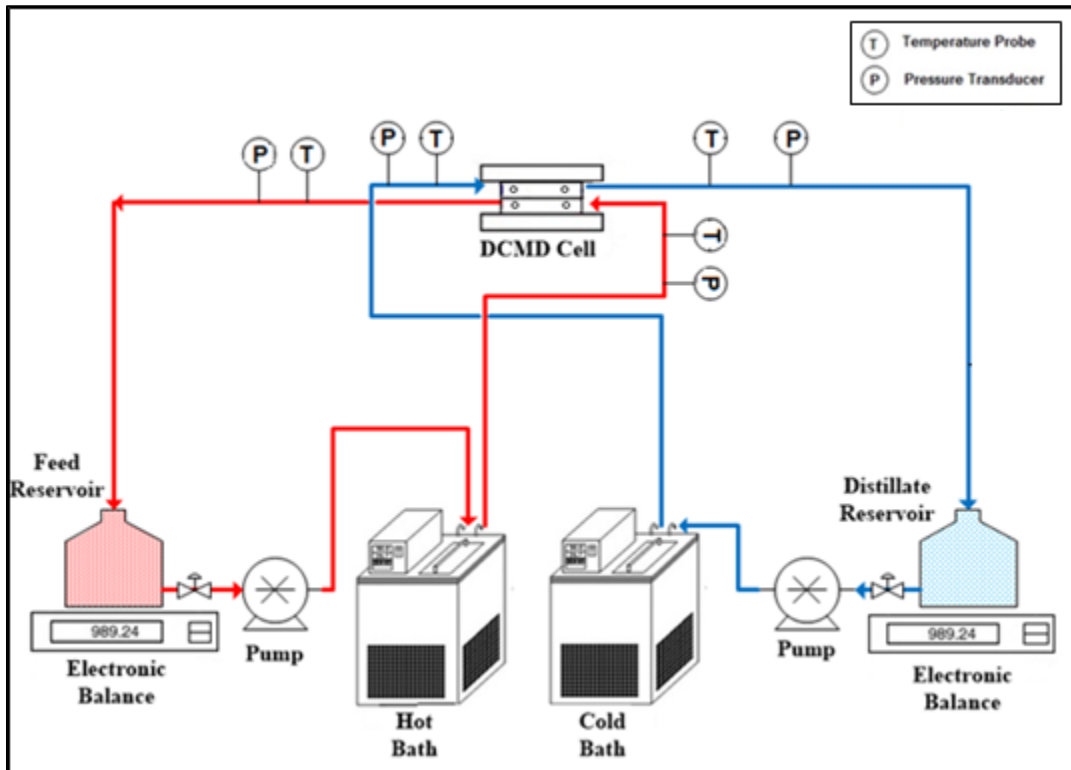 T Temperature Probe
P Pressure Transducer
P
T
P
T
T
P
DCMD Cell
T
P
Feed
Reservoir
Distillate
Reservoir
989.24
Pump
Electronic
Balance
Hot
Bath
Cold
Bath
Pump
989.24
Electronic
Balance